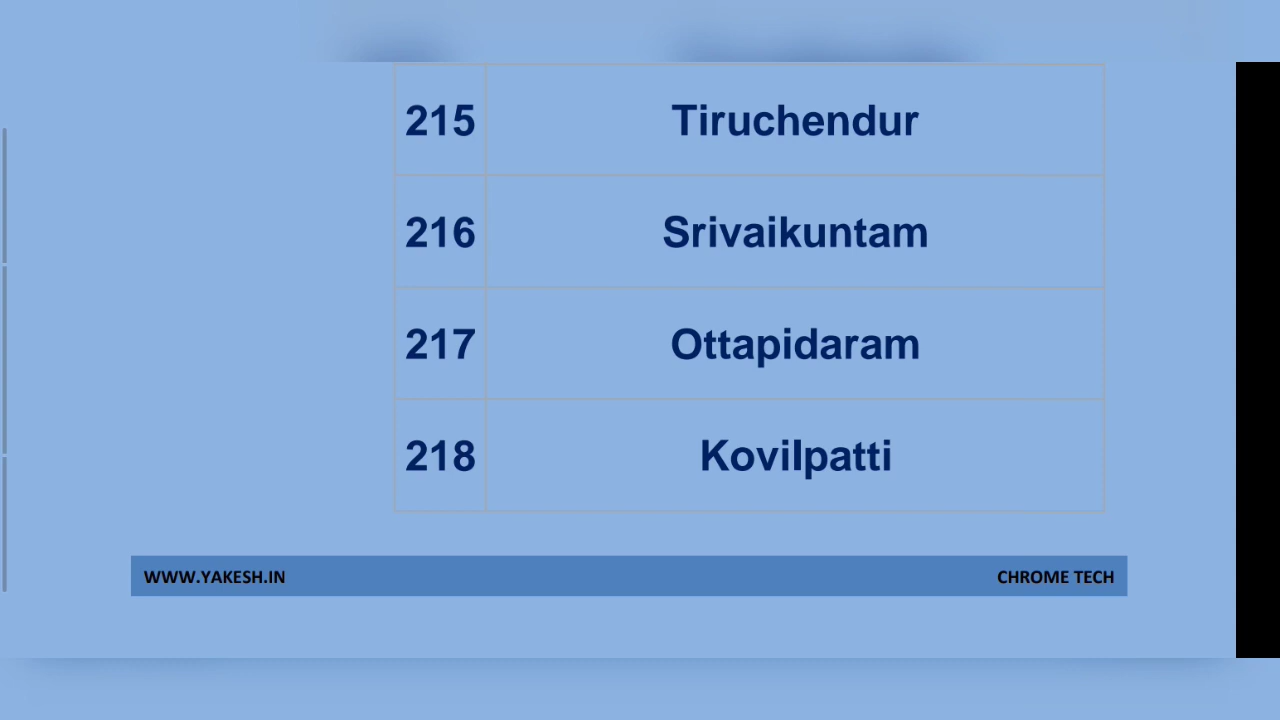 215 Tiruchendur
216 Srivaikuntam
217 Ottapidaram
218 Kovilpatti
WWW.YAKESH.IN CHROME TECH